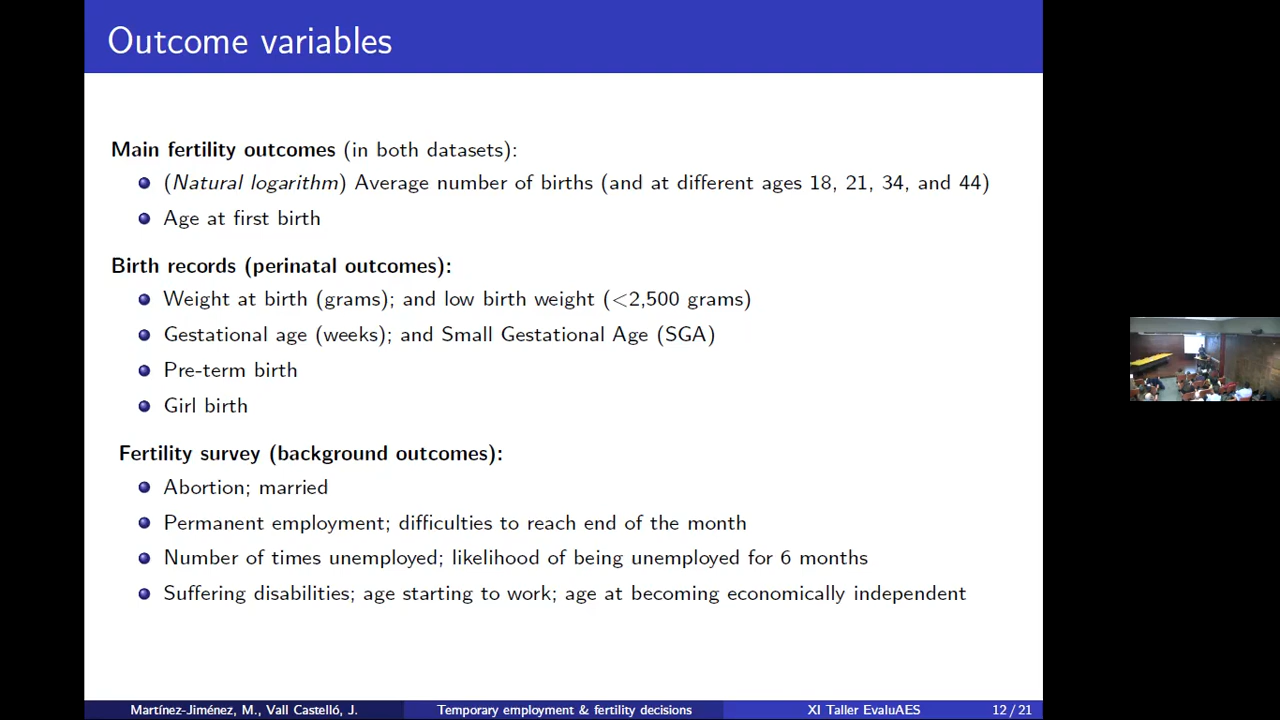 Outcome variables
Main fertility outcomes (in both datasets):
(Natural logarithm) Average number of births (and at different ages 18, 21, 34, and 44)
Age at first birth
Birth records (perinatal outcomes):
Weight at birth (grams); and low birth weight (<2,500 grams)
Gestational age (weeks); and Small Gestational Age (SGA)
Pre-term birth
Girl birth
Fertility survey (background outcomes):
Abortion; married
Permanent employment; difficulties to reach end of the month
Number of times unemployed; likelihood of being unemployed for 6 months
Suffering disabilities; age starting to work; age at becoming economically independent
Martínez-Jiménez, M., Vall Castelló, J. Temporary employment & fertility decisions XI Taller EvaluAES 12 / 21